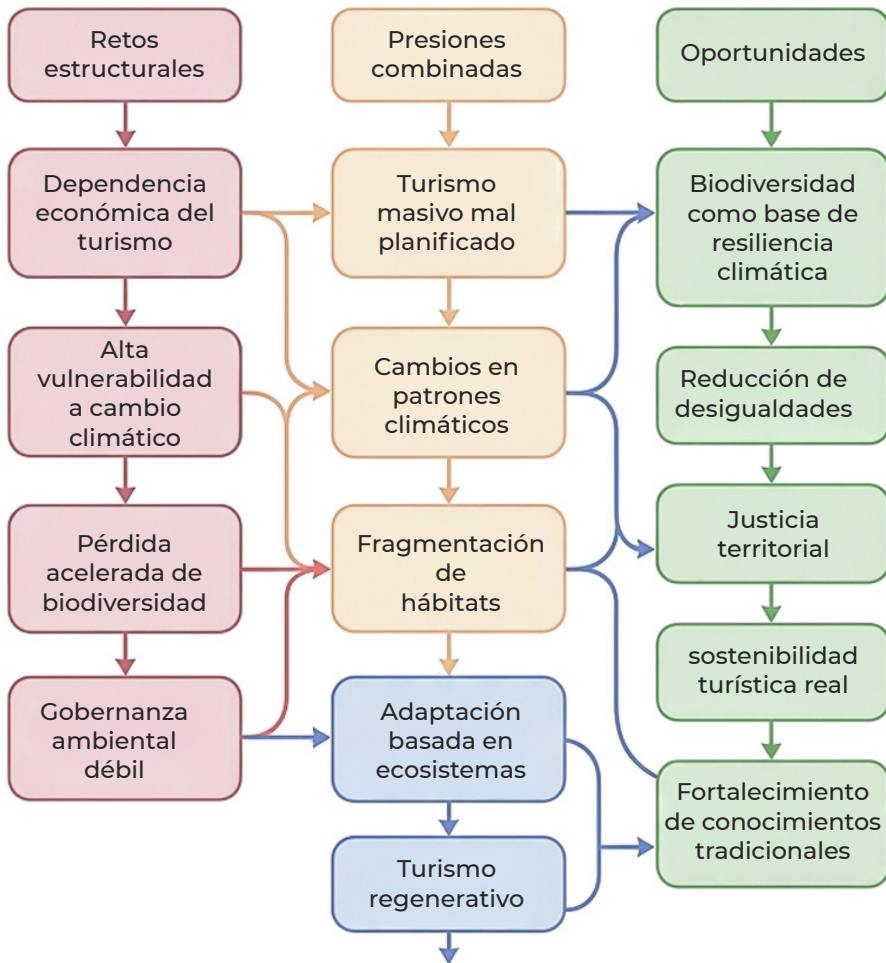 Retos
estructurales
Dependencia
económica del
turismo
Alta
vulnerabilidad
a cambio
climático
Pérdida
acelerada de
biodiversidad
Gobernanza
ambiental
débil
Presiones
combinadas
Turismo
masivo mal
planificado
Cambios en
patrones
climáticos
Fragmentación
de
hábitats
Adaptación
basada en
ecosistemas
Turismo
regenerativo
Oportunidades
Biodiversidad
como base de
resiliencia
climática
Reducción de
desigualdades
Justicia
territorial
sostenibilidad
turística real
Fortalecimiento
de conocimientos
tradicionales